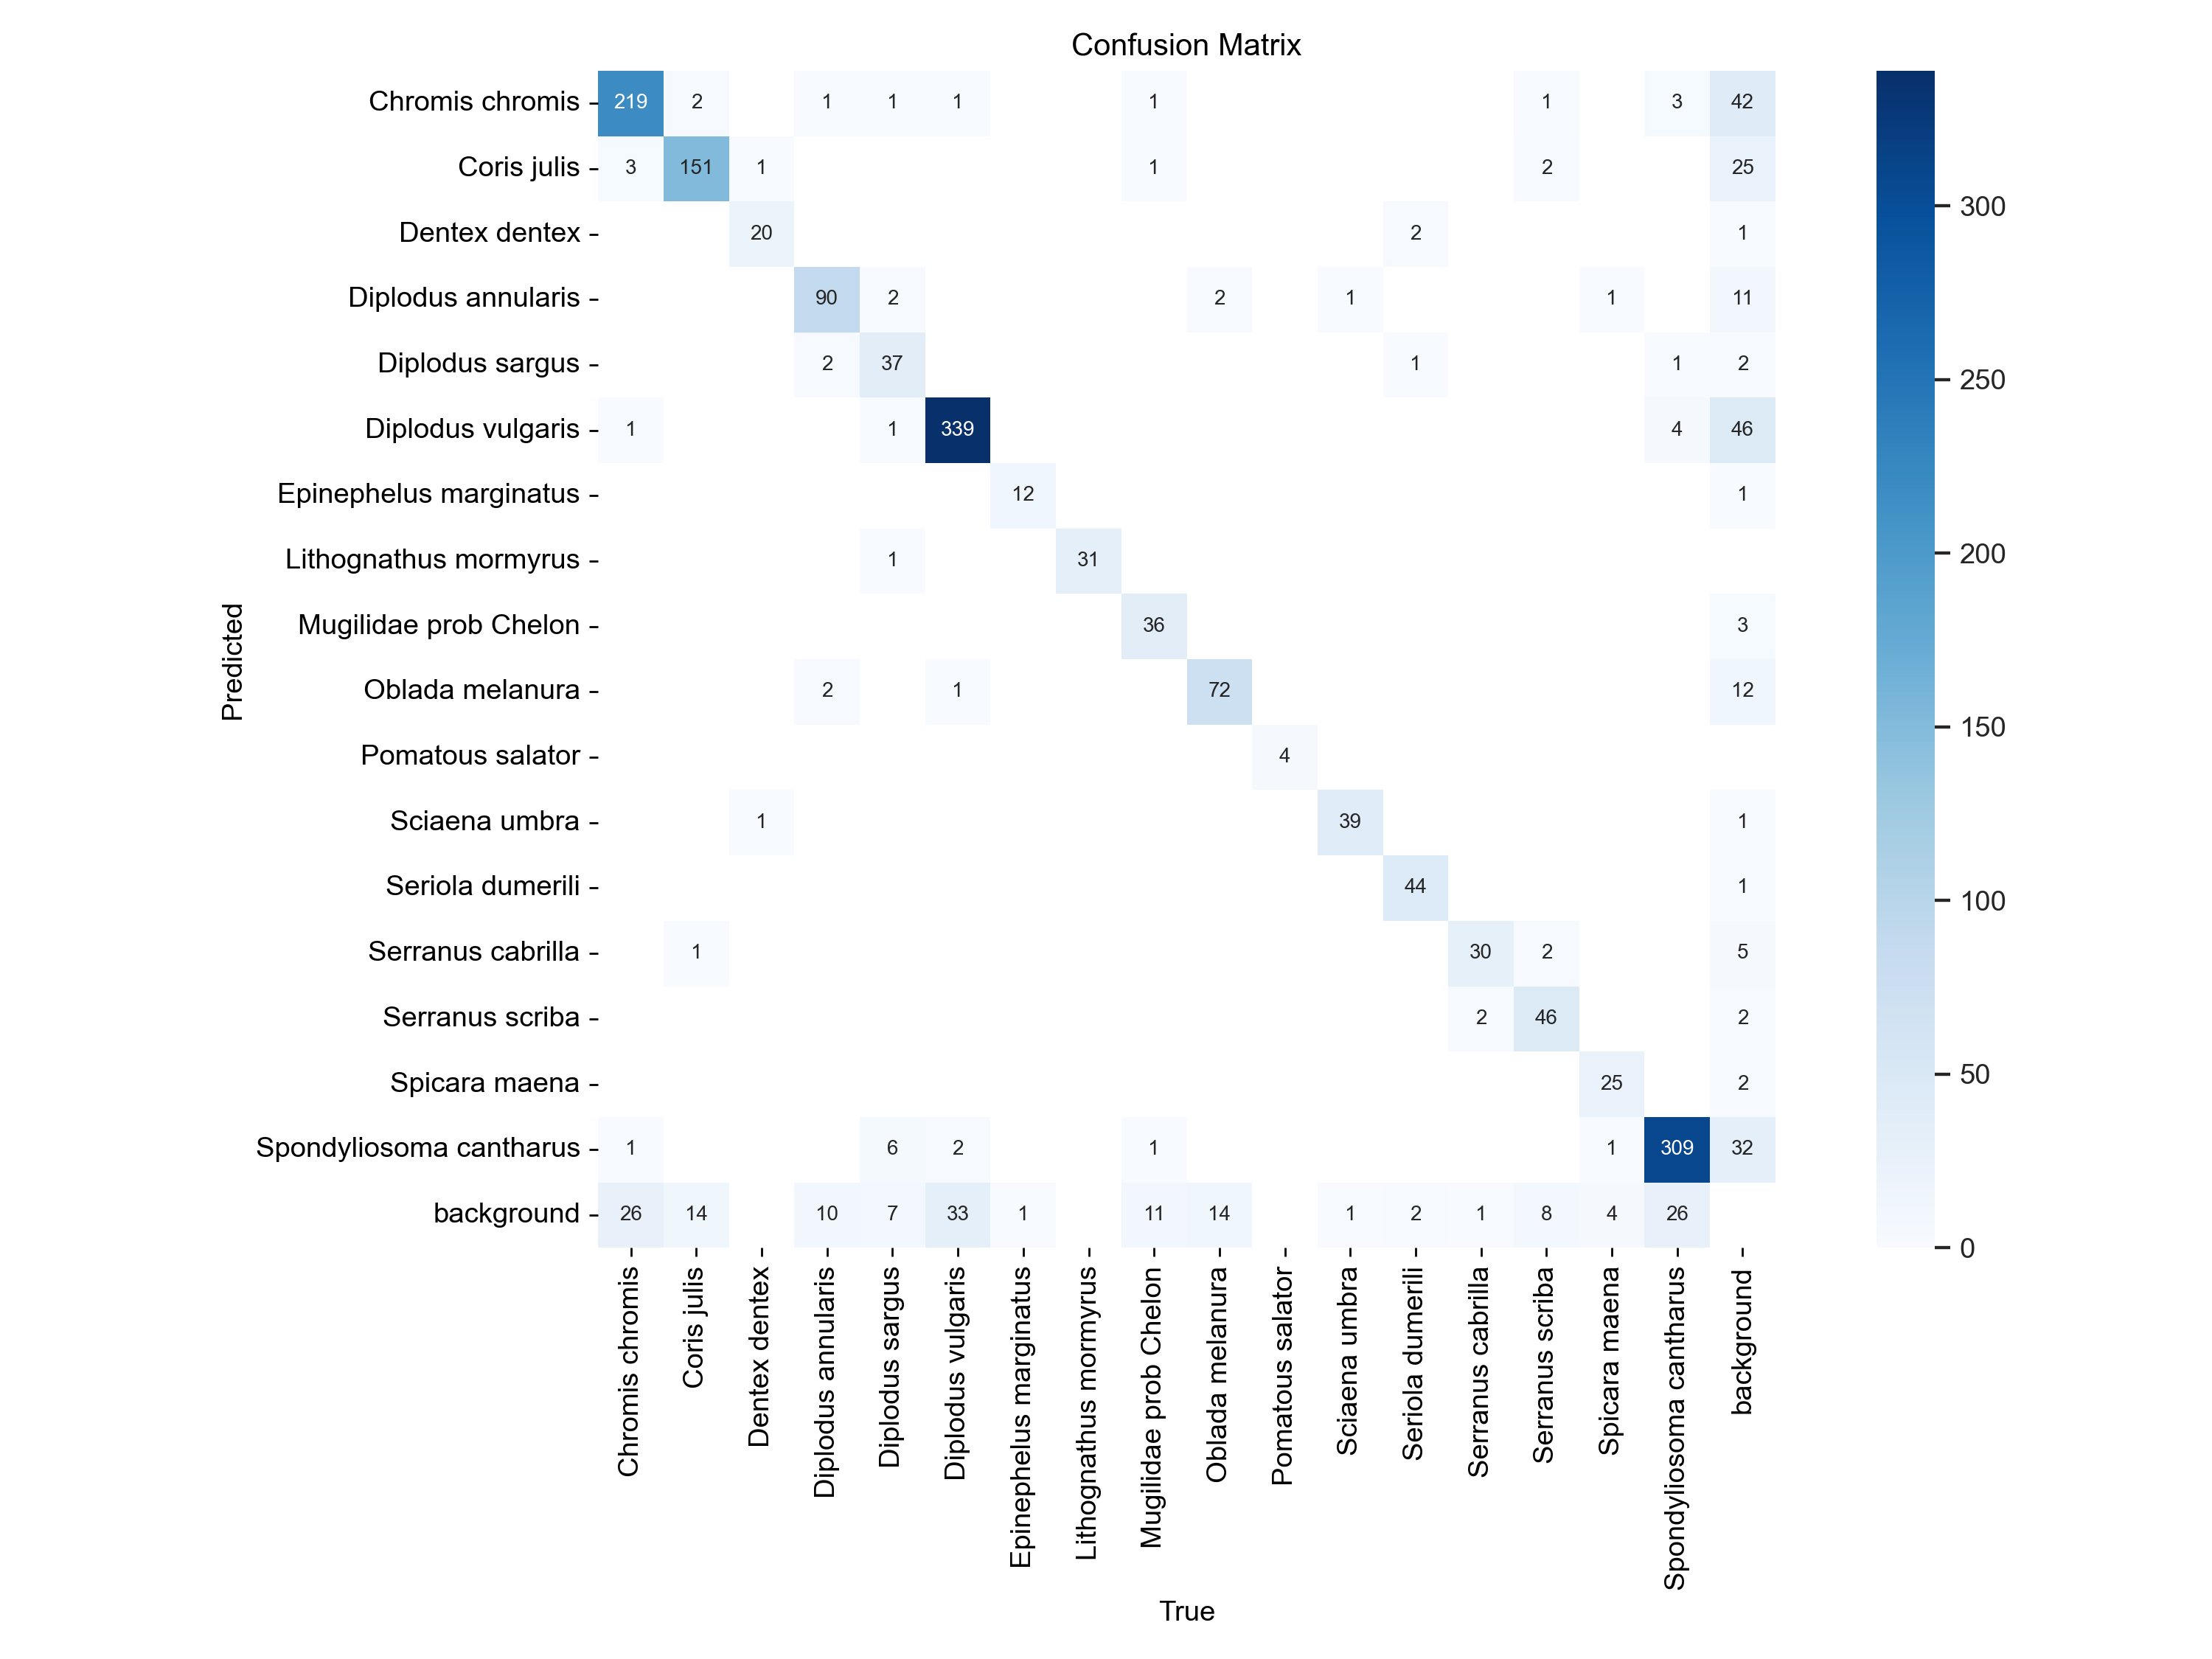 Confusion Matrix
Chromis chromis 219 2 1 1 1 1 1 3 42
Coris julis 3 151 1 1 2 25
300
Dentex dentex 20 2 1
Diplodus annularis 90 2 2 1 1 11
250
Diplodus sargus 2 37 1 1 2
Diplodus vulgaris 1 1 339 4 46
Epinephelus marginatus 12 1
200
Lithognathus mormyrus 1 31
Mugilidae prob Chelon 36 3
Predicted
Oblada melanura 2 1 72 12
150
Pomatous salator 4
Sciaena umbra 1 39 1
Seriola dumerili 44 1
100
Serranus cabrilla 1 30 2 5
Serranus scriba 2 46 2
50
Spicara maena 25 2
Spondyliosoma cantharus 1 6 2 1 1 309 32
background 26 14 10 7 33 1 11 14 1 2 1 8 4 26
0
Chromis chromis
Coris julis
Dentex dentex
Diplodus annularis
Diplodus sargus
Diplodus vulgaris
Epinephelus marginatus
Lithognathus mormyrus
Mugilidae prob Chelon
Oblada melanura
Pomatous salator
Sciaena umbra
Seriola dumerili
Serranus cabrilla
Serranus scriba
Spicara maena
Spondyliosoma cantharus
background
True